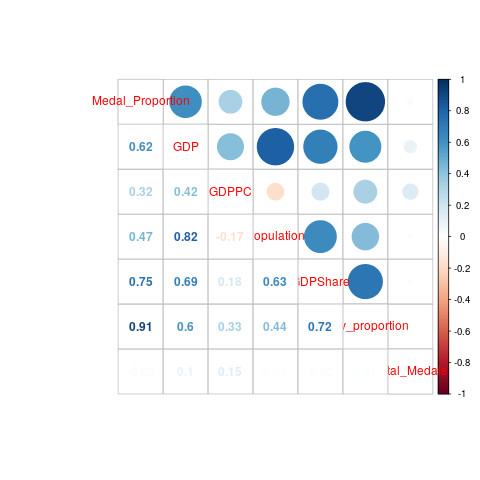 Medal_Proportion
0.62 GDP
0.32 0.42 GDPPC
0.47 0.82 -0.17 opulation
0.75 0.69 0.18 0.63 GDPShare
0.91 0.6 0.33 0.44 0.72 _proportion
0.1 0.15 tal_Meda
1
0.8
0.6
0.4
0.2
0
-0.2
-0.4
-0.6
-0.8
-1